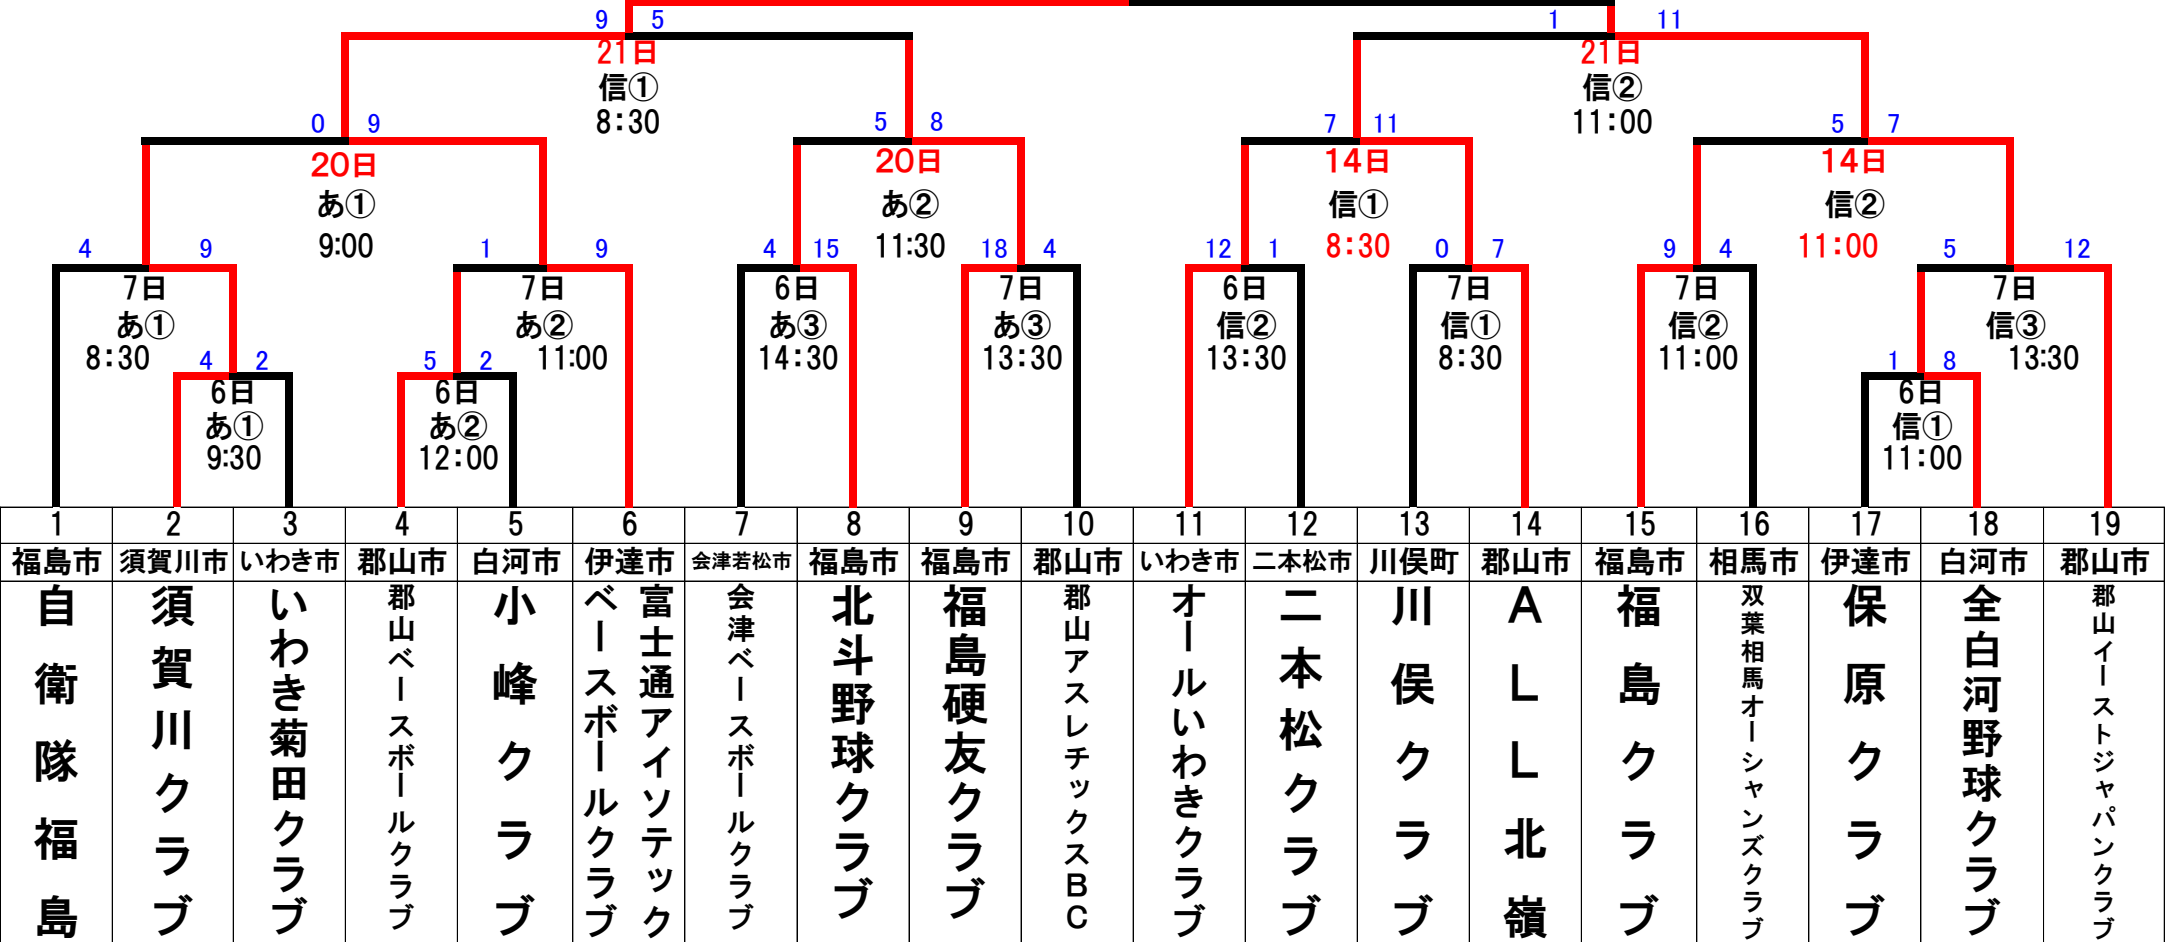 9 5 1 11
21日 21日
信① 信②
8:30 11:00
0 9 5 8 7 11 5 7
20日 20日 14日 14日
あ① あ② 信① 信②
9:00 11:30 8:30 11:00
4 9 1 9 4 15 18 4 12 1 0 7 9 4 5 12
7日 7日 6日 7日 6日 7日 7日 7日
あ① あ② あ③ あ③ 信② 信① 信② 信③
8:30 11:00 14:30 13:30 13:30 8:30 11:00 13:30
4 2 5 2 1 8
6日 6日 6日
あ① あ② 信①
9:30 12:00 11:00
1 2 3 4 5 6 7 8 9 10 11 12 13 14 15 16 17 18 19
福島市 須賀川市 いわき市 郡山市 白河市 伊達市 会津若松市 福島市 福島市 郡山市 いわき市 二本松市 川俣町 郡山市 福島市 相馬市 伊達市 白河市 郡山市
自衛隊福島
須賀川クラブ
いわき菊田クラブ
郡山ベースボールクラブ
小峰クラブ
富士通アイソテック
ベースボールクラブ
会津ベースボールクラブ
北斗野球クラブ
福島硬友クラブ
郡山アスレチックスBC
オールいわきクラブ
二本松クラブ
川俣クラブ
ALL北嶺
福島クラブ
双葉相馬オーシャンズクラブ
保原クラブ
全白河野球クラブ
郡山イーストジャパンクラブ